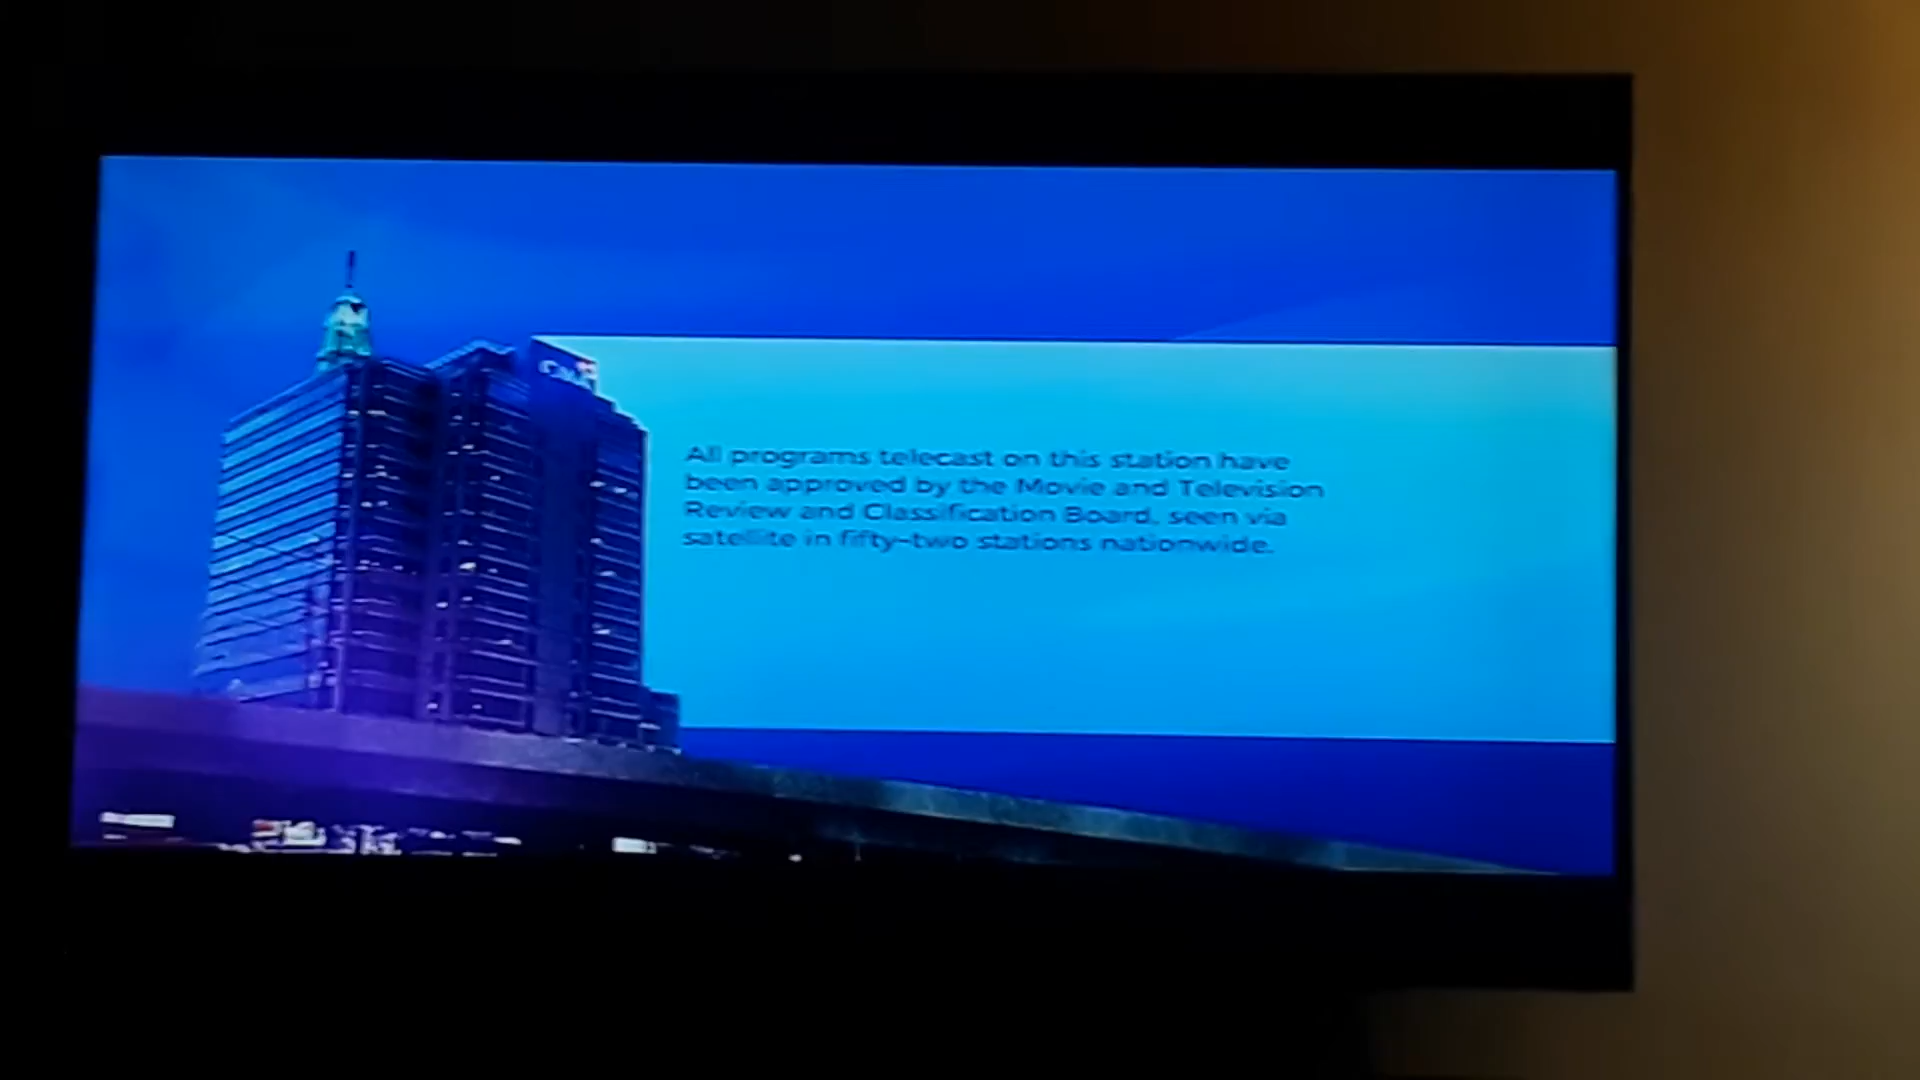 All programs telecast on this station have
been approved by the Movie and Television
Review and Classification Board, seen via
satellite in fifty-two stations nationwide.